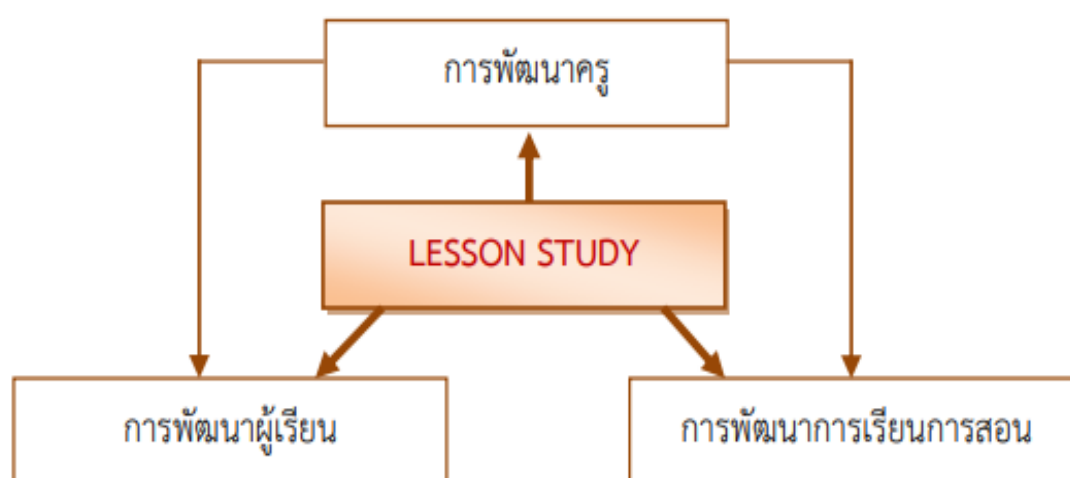 การพัฒนาครู
LESSON STUDY
การพัฒนาผู้เรียน
การพัฒนาการเรียนการสอน